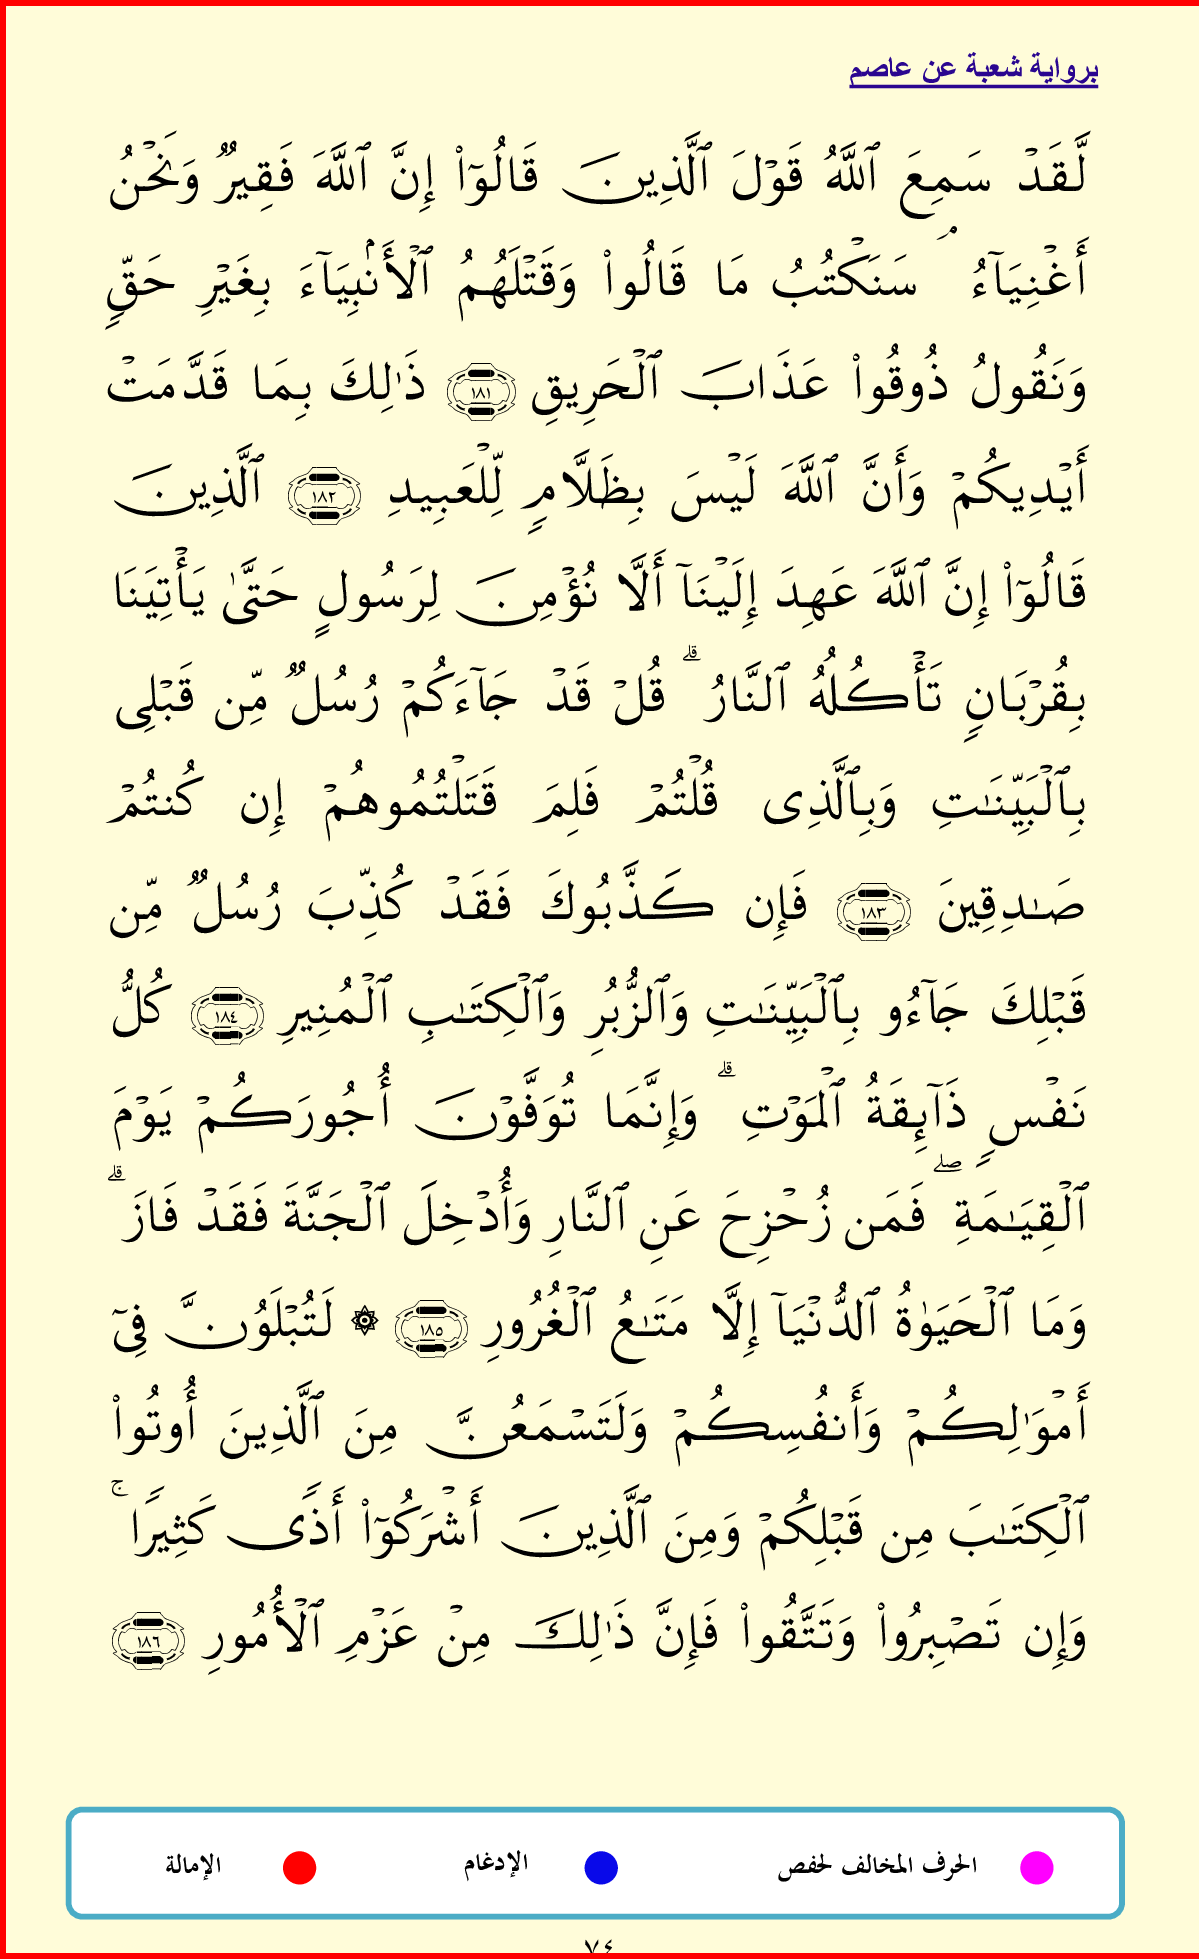 برواية شعبة عن عاصم
لَّقَدۡ سَمِعَ ٱللَّهُ قَوۡلَ ٱلَّذِينَ قَالُوٓاْ إِنَّ ٱللَّهَ فَقِيرٞ وَنَحۡنُ
أَغۡنِيَآءُۘ سَنَكۡتُبُ مَا قَالُواْ وَقَتۡلَهُمُ ٱلۡأَنۢبِيَآءَ بِغَيۡرِ حَقّٖ
وَنَقُولُ ذُوقُواْ عَذَابَ ٱلۡحَرِيقِ ١٨١ ذَٰلِكَ بِمَا قَدَّمَتۡ
أَيۡدِيكُمۡ وَأَنَّ ٱللَّهَ لَيۡسَ بِظَلَّامٖ لِّلۡعَبِيدِ ١٨٢ ٱلَّذِينَ
قَالُوٓاْ إِنَّ ٱللَّهَ عَهِدَ إِلَيۡنَآ أَلَّا نُؤۡمِنَ لِرَسُولٍ حَتَّىٰ يَأۡتِيَنَا
بِقُرۡبَانٖ تَأۡكُلُهُ ٱلنَّارُۗ قُلۡ قَدۡ جَآءَكُمۡ رُسُلٞ مِّن قَبۡلِي
بِٱلۡبَيِّنَٰتِ وَبِٱلَّذِي قُلۡتُمۡ فَلِمَ قَتَلۡتُمُوهُمۡ إِن كُنتُمۡ
صَٰدِقِينَ ١٨٣ فَإِن كَذَّبُوكَ فَقَدۡ كُذِّبَ رُسُلٞ مِّن
قَبۡلِكَ جَآءُو بِٱلۡبَيِّنَٰتِ وَٱلزُّبُرِ وَٱلۡكِتَٰبِ ٱلۡمُنِيرِ ١٨٤ كُلُّ
نَفۡسٖ ذَآئِقَةُ ٱلۡمَوۡتِۗ وَإِنَّمَا تُوَفَّوۡنَ أُجُورَكُمۡ يَوۡمَ
ٱلۡقِيَٰمَةِۖ فَمَن زُحۡزِحَ عَنِ ٱلنَّارِ وَأُدۡخِلَ ٱلۡجَنَّةَ فَقَدۡ فَازَۗ
وَمَا ٱلۡحَيَوٰةُ ٱلدُّنۡيَآ إِلَّا مَتَٰعُ ٱلۡغُرُورِ ١٨٥ ۞ لَتُبۡلَوُنَّ فِيٓ
أَمۡوَٰلِكُمۡ وَأَنفُسِكُمۡ وَلَتَسۡمَعُنَّ مِنَ ٱلَّذِينَ أُوتُواْ
ٱلۡكِتَٰبَ مِن قَبۡلِكُمۡ وَمِنَ ٱلَّذِينَ أَشۡرَكُوٓاْ أَذٗى كَثِيرٗاۚ
وَإِن تَصۡبِرُواْ وَتَتَّقُواْ فَإِنَّ ذَٰلِكَ مِنۡ عَزۡمِ ٱلۡأُمُورِ ١٨٦
الحرف المخالف لحفص الإدغام الإمالة
٧٤